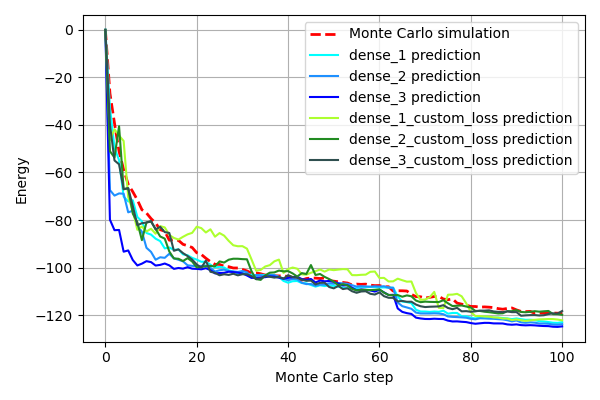 0
−20
−40
−60
−80
−100
−120
Energy
0
20
40
60
80
100
Monte Carlo step
Monte Carlo simulation
dense_1 prediction
dense_2 prediction
dense_3 prediction
dense_1_custom_loss prediction
dense_2_custom_loss prediction
dense_3_custom_loss prediction